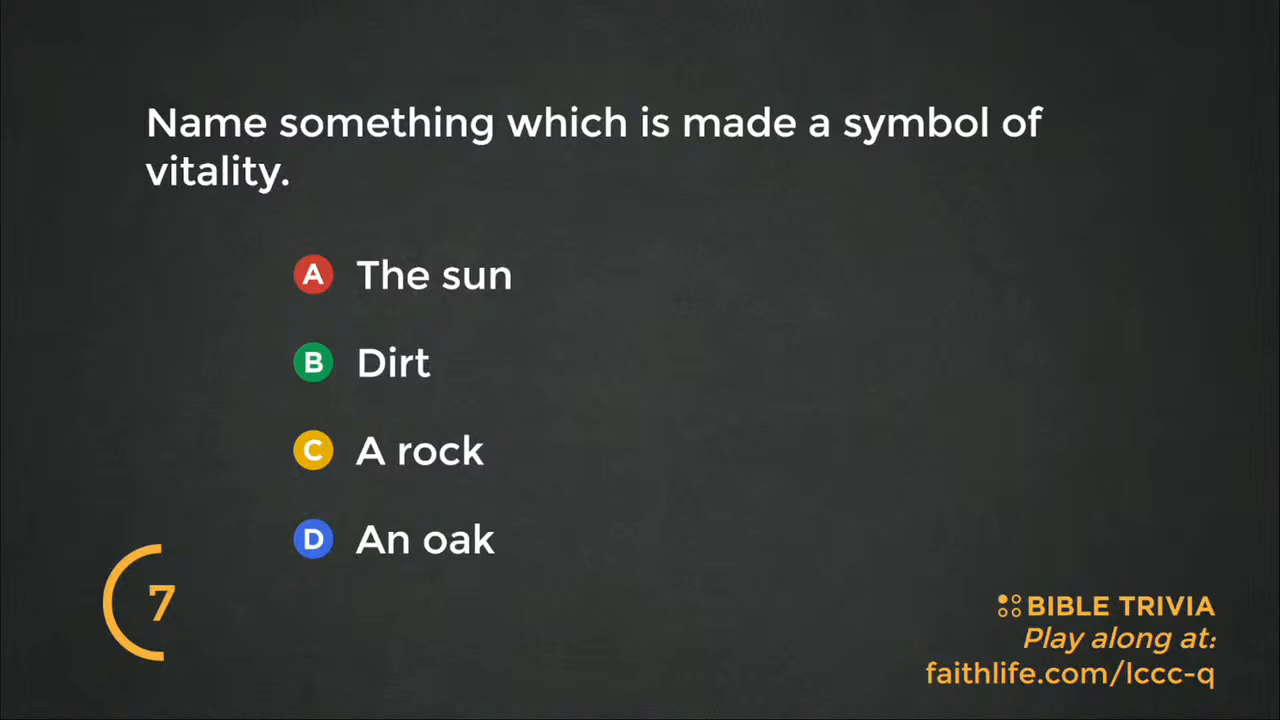 Name something which is made a symbol of
vitality.
A The sun
B Dirt
C A rock
D An oak
7
BIBLE TRIVIA
Play along at:
faithlife.com/lccc-q